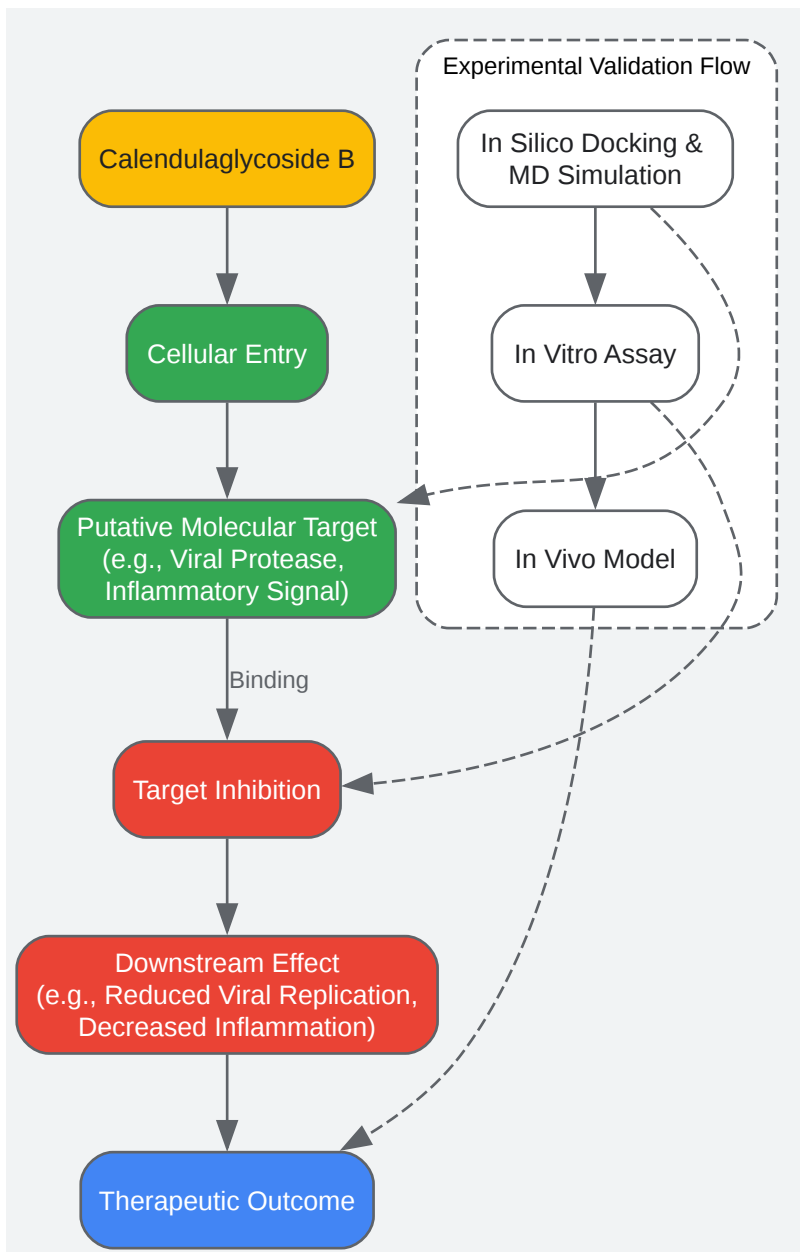 Experimental Validation Flow
Calendulaglycoside B
In Silico Docking &
MD Simulation
Cellular Entry
In Vitro Assay
Putative Molecular Target
(e.g., Viral Protease,
Inflammatory Signal)
In Vivo Model
Binding
Target Inhibition
Downstream Effect
(e.g., Reduced Viral Replication,
Decreased Inflammation)
Therapeutic Outcome